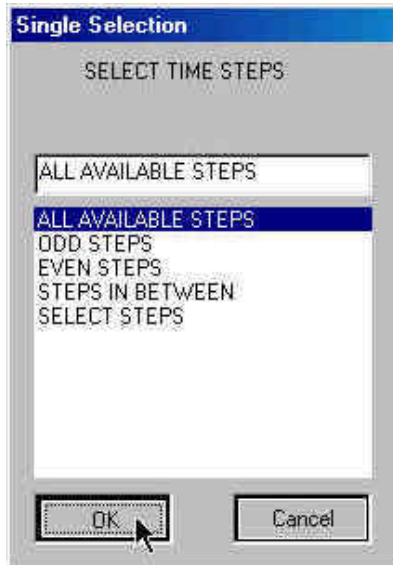 Single Selection
SELECT TIME STEPS
ALL AVAILABLE STEPS
ALL AVAILABLE STEPS
ODD STEPS
EVEN STEPS
STEPS IN BETWEEN
SELECT STEPS
OK Cancel